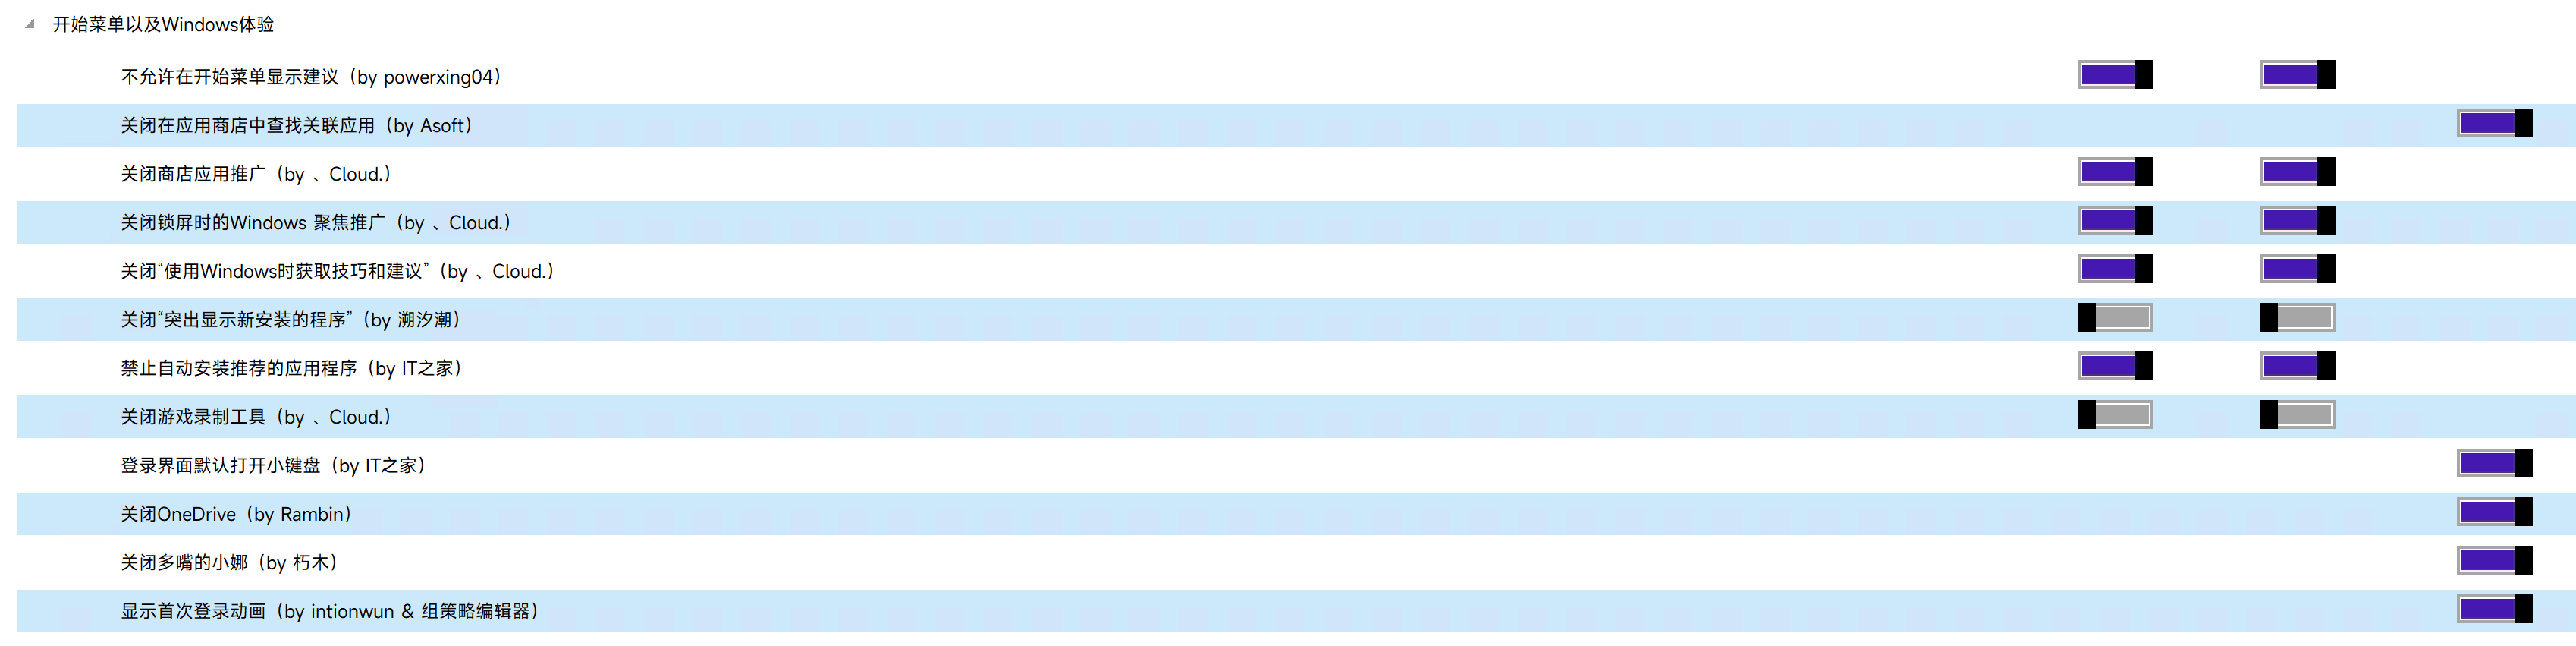 开始菜单以及Windows体验
不允许在开始菜单显示建议（by powerxing04）
关闭在应用商店中查找关联应用（by Asoft）
关闭商店应用推广（by 、Cloud.）
关闭锁屏时的Windows 聚焦推广（by 、Cloud.）
关闭“使用Windows时获取技巧和建议”（by 、Cloud.）
关闭“突出显示新安装的程序”（by 溯汐潮）
禁止自动安装推荐的应用程序（by IT之家）
关闭游戏录制工具（by 、Cloud.）
登录界面默认打开小键盘（by IT之家）
关闭OneDrive（by Rambin）
关闭多嘴的小娜（by 朽木）
显示首次登录动画（by intionwun & 组策略编辑器）